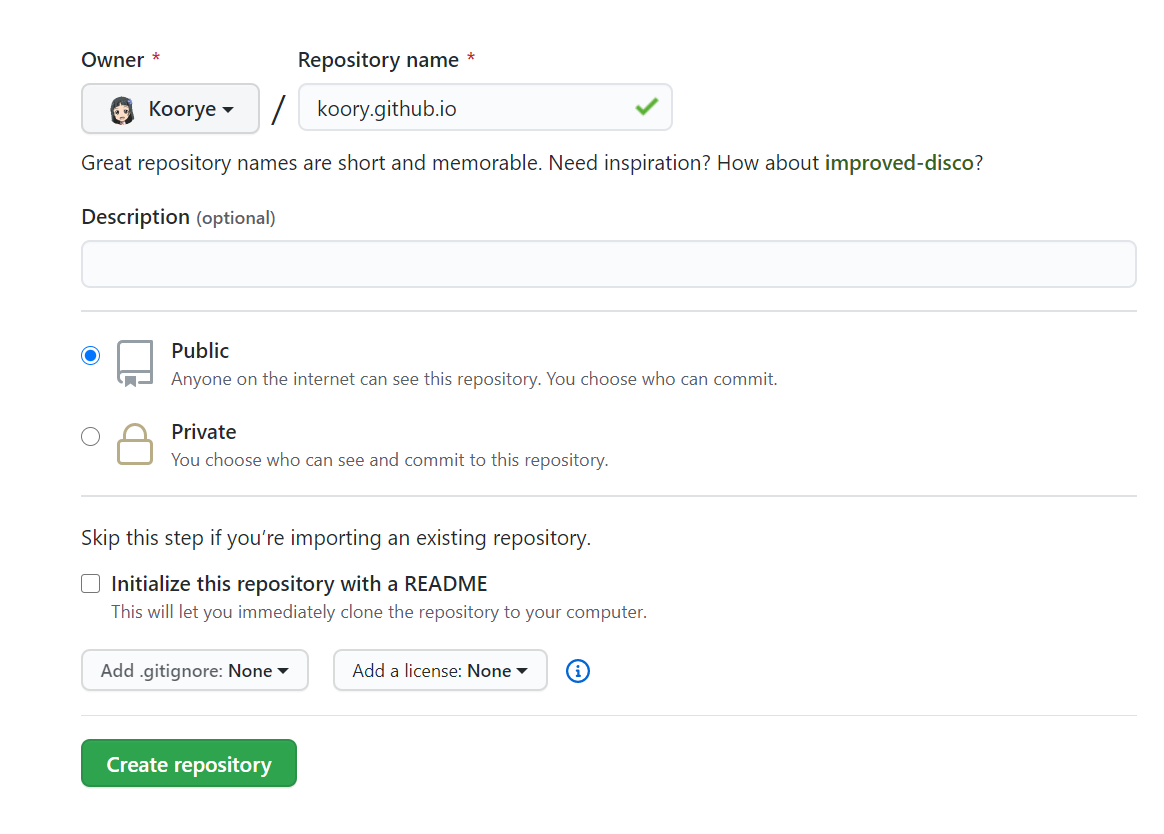 Owner *
Repository name *
Koorye
/
koory.github.io
Great repository names are short and memorable. Need inspiration? How about improved-disco?
Description (optional)
Public
Anyone on the internet can see this repository. You choose who can commit.
Private
You choose who can see and commit to this repository.
Skip this step if you’re importing an existing repository.
Initialize this repository with a README
This will let you immediately clone the repository to your computer.
Add .gitignore: None
Add a license: None
Create repository